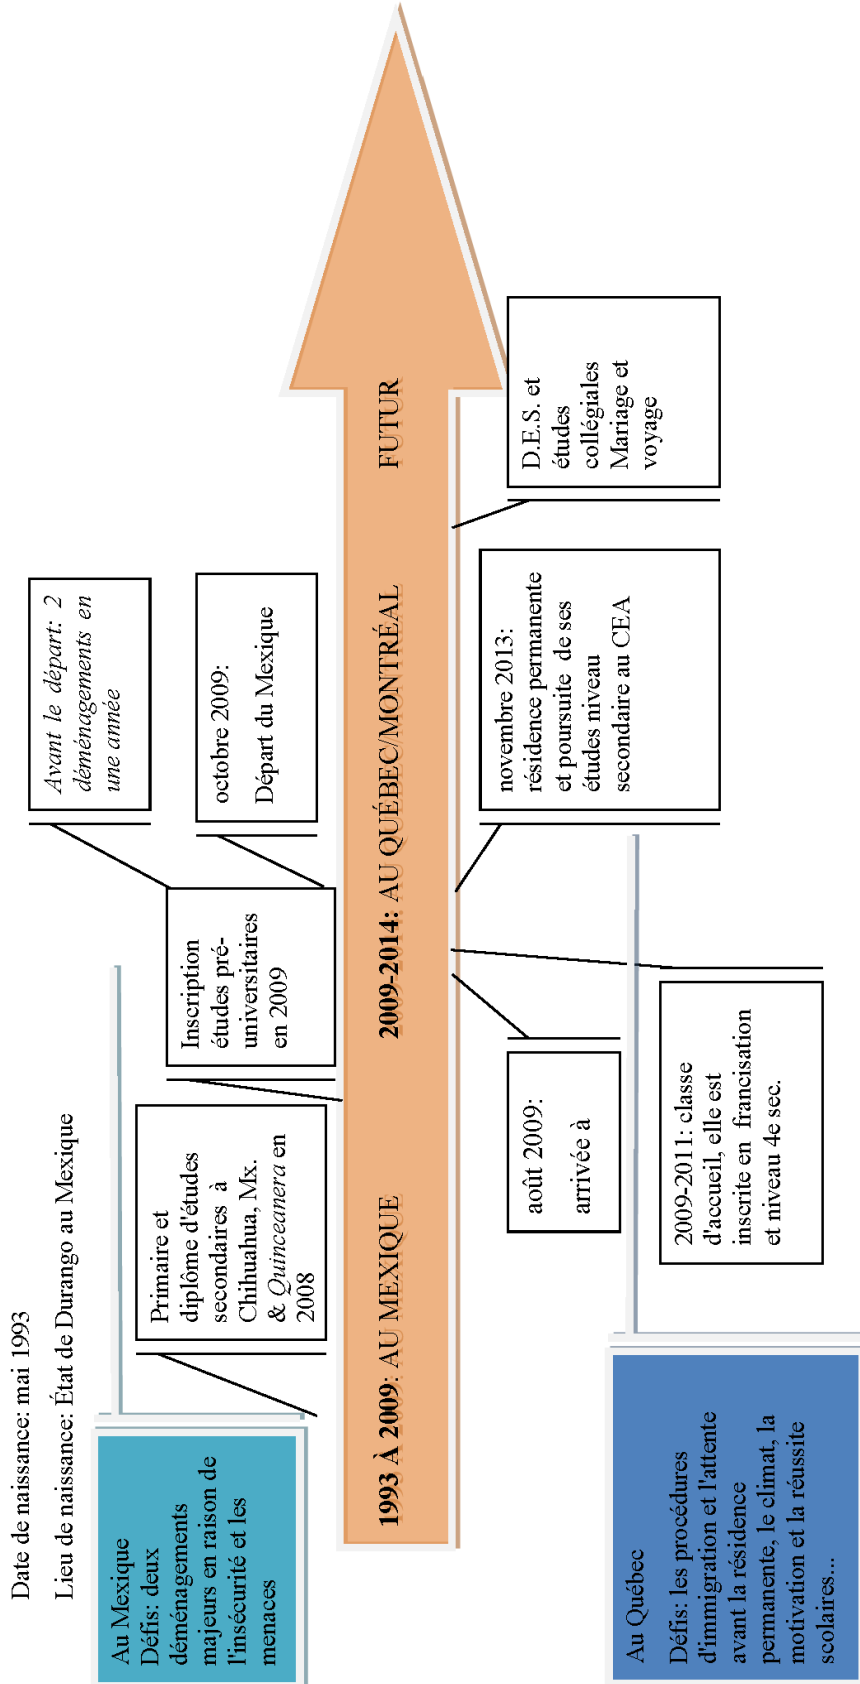 Date de naissance: mai 1993
Lieu de naissance: État de Durango au Mexique
Au Mexique
Défis: deux
déménagements
majeurs en raison de
l'insécurité et les
menaces
Primaire et
diplôme d'études
secondaires à
Chihuahua, Mx.
& Quinceanera en
2008
Inscription
études pré-
universitaires
en 2009
Avant le départ: 2
déménagements en
une année
octobre 2009:
Départ du Mexique
1993 À 2009: AU MEXIQUE
2009-2014: AU QUÉBEC/MONTRÉAL
FUTUR
août 2009:
arrivée à
2009-2011: classe
d'accueil, elle est
inscrite en francisation
et niveau 4e sec.
novembre 2013:
résidence permanente
et poursuite de ses
études niveau
secondaire au CEA
D.E.S. et
études
collégiales
Mariage et
voyage
Au Québec
Défis: les procédures
d'immigration et l'attente
avant la résidence
permanente, le climat, la
motivation et la réussite
scolaires...